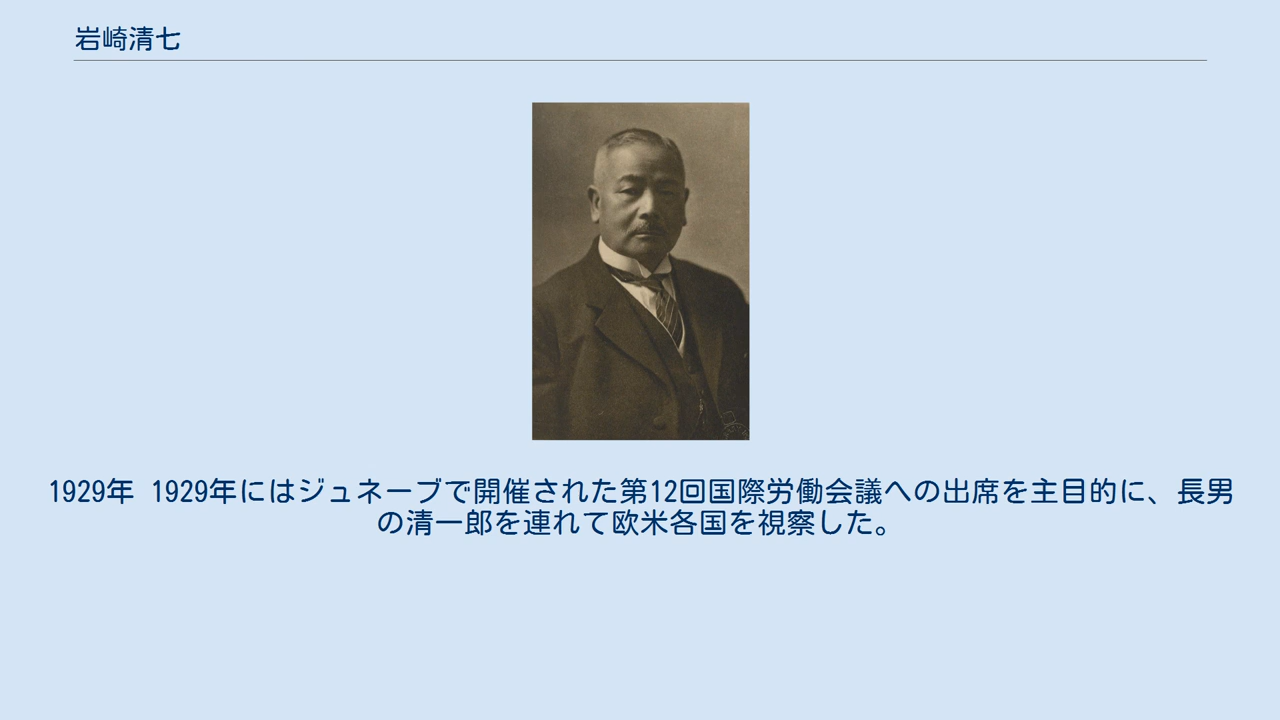 岩崎清七
1929年 1929年にはジュネーブで開催された第12回国際労働会議への出席を主目的に、長男
の清一郎を連れて欧米各国を視察した。